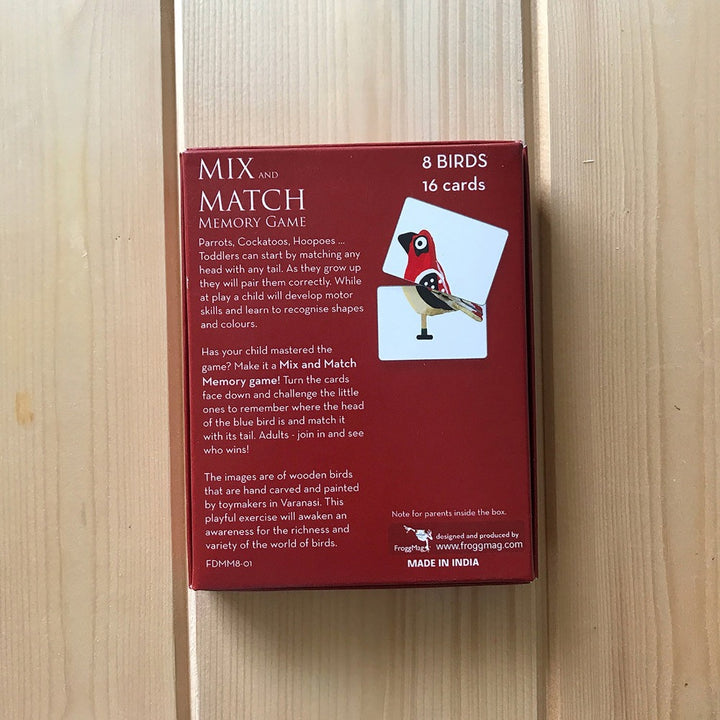 MIX AND
MATCH
MEMORY GAME
8 BIRDS
16 cards
Parrots, Cockatoos, Hoopoes ...
Toddlers can start by matching any
head with any tail. As they grow up
they will pair them correctly. While
at play a child will develop motor
skills and learn to recognise shapes
and colours.
Has your child mastered the
game? Make it a Mix and Match
Memory game! Turn the cards
face down and challenge the little
ones to remember where the head
of the blue bird is and match it
with its tail. Adults - join in and see
who wins!
The images are of wooden birds
that are hand carved and painted
by toymakers in Varanasi. This
playful exercise will awaken an
awareness for the richness and
variety of the world of birds.
FDMM8-01
Note for parents inside the box.
FroggMag
designed and produced by
www.froggmag.com
MADE IN INDIA